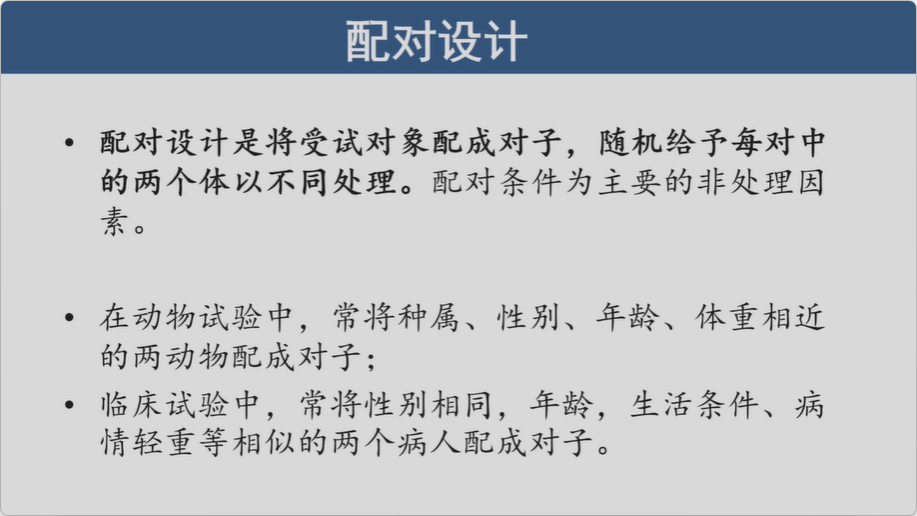 配对设计
• 配对设计是将受试对象配成对子，随机给予每对中
的两个体以不同处理。配对条件为主要的非处理因
素。
• 在动物试验中，常将种属、性别、年龄、体重相近
的两动物配成对子；
• 临床试验中，常将性别相同，年龄，生活条件、病
情轻重等相似的两个病人配成对子。